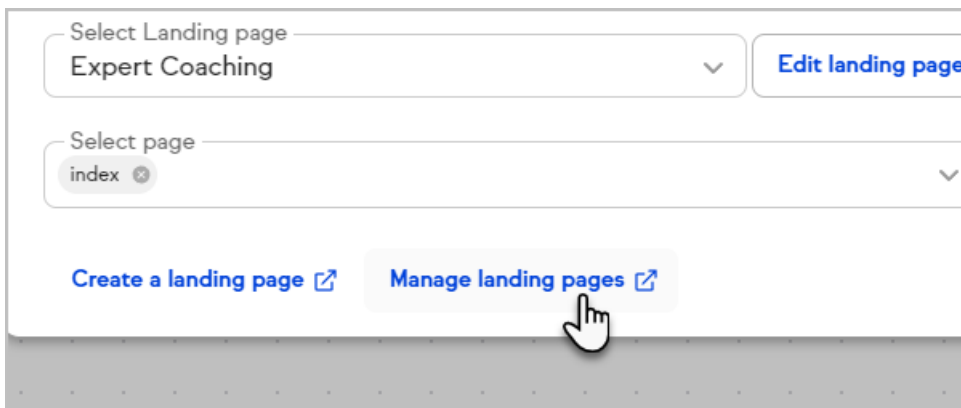 Select Landing page
Expert Coaching
Edit landing page
Select page
index
Create a landing page
Manage landing pages